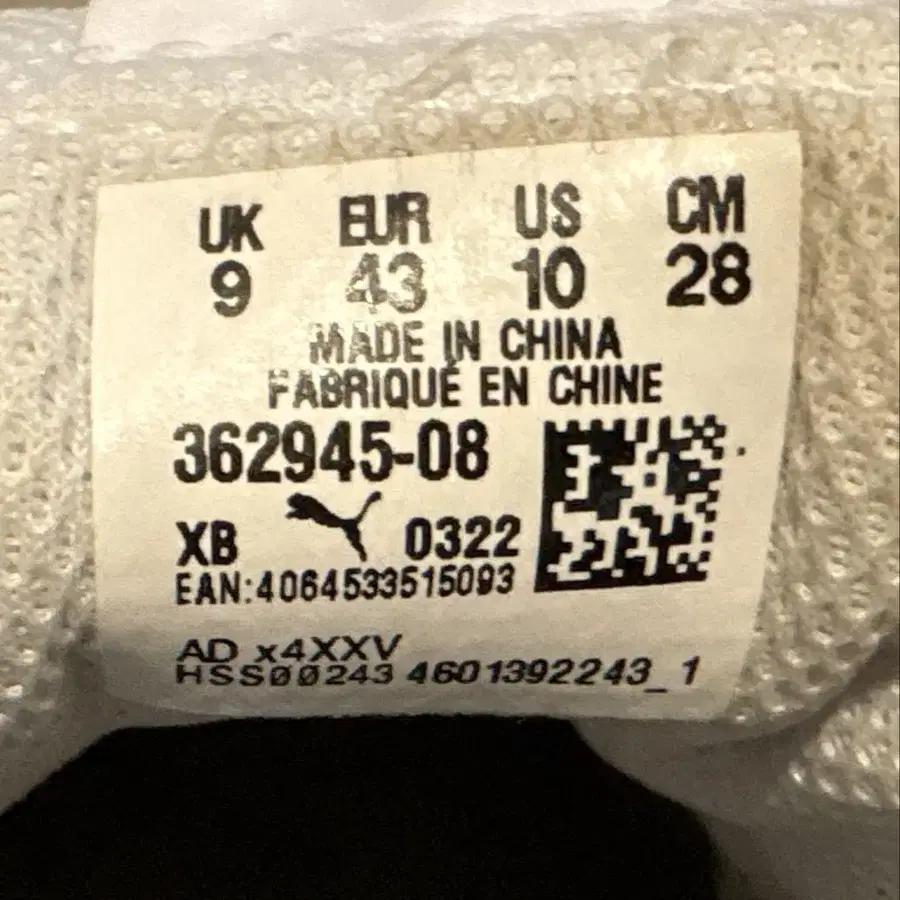 UK EUR US CM
9 43 10 28
MADE IN CHINA
FABRIQUÉ EN CHINE
362945-08
XB 0322
EAN:4064533515093
AD x4XXV
HSS00243 4601392243_1